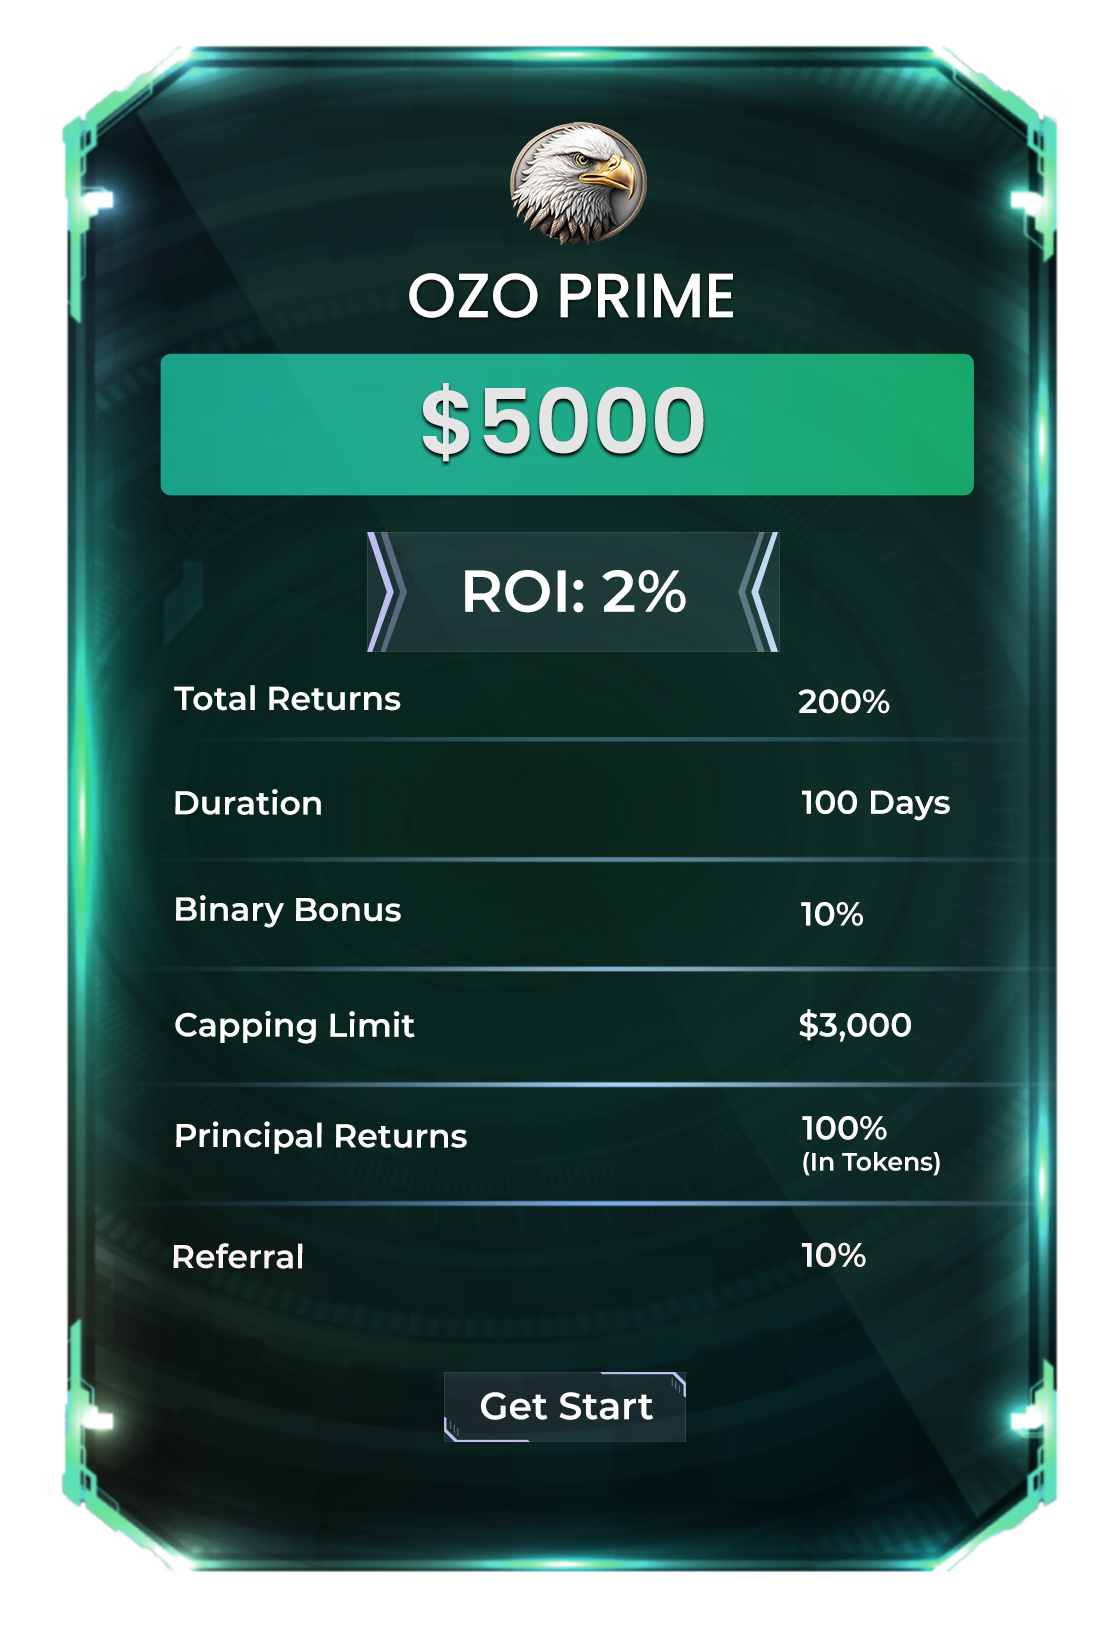 OZO PRIME
$5000
ROI: 2%
Total Returns 200%
Duration 100 Days
Binary Bonus 10%
Capping Limit $3,000
Principal Returns 100%
(In Tokens)
Referral 10%
Get Start